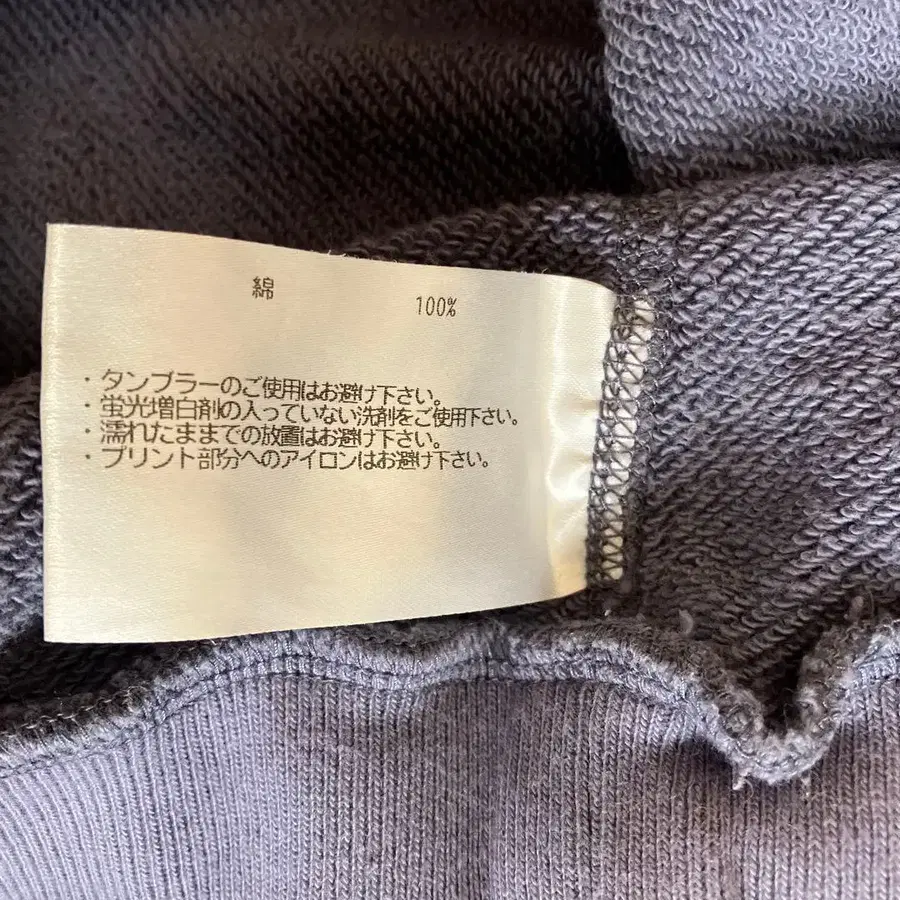 綿 100%
・タンブラーのご使用はお避け下さい。
・蛍光増白剤の入っていない洗剤をご使用下さい。
・濡れたままでの放置はお避け下さい。
・プリント部分へのアイロンはお避け下さい。